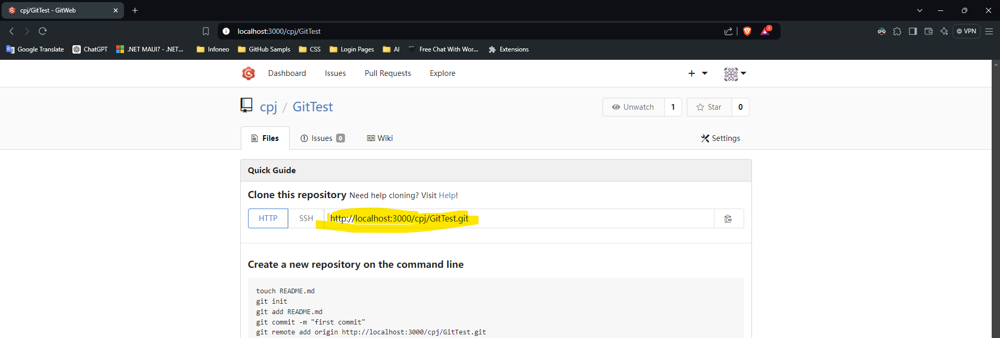 cpj/GitTest - GitWeb
localhost:3000/cpj/GitTest
1
VPN
Google Translate
ChatGPT
.NET MAUI? - .NET...
Infoneo
GitHub Sampls
CSS
Login Pages
AI
Free Chat With Wor...
Extensions
Dashboard
Issues
Pull Requests
Explore
cpj / GitTest
Unwatch 1
Star 0
Files
Issues 0
Wiki
Settings
Quick Guide
Clone this repository Need help cloning? Visit Help!
HTTP SSH http://localhost:3000/cpj/GitTest.git
Create a new repository on the command line
touch README.md
git init
git add README.md
git commit -m "first commit"
git remote add origin http://localhost:3000/cpj/GitTest.git